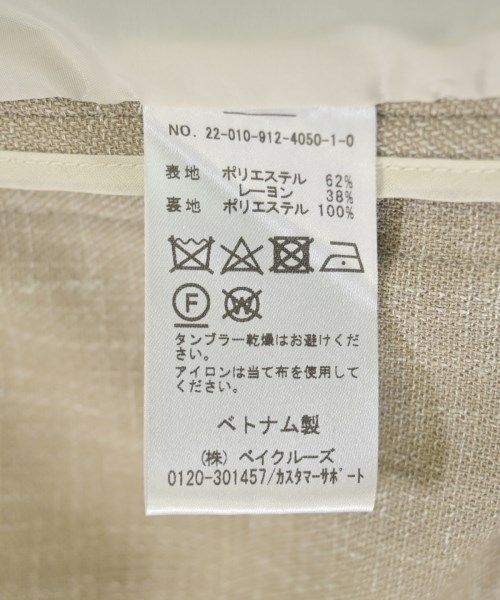 NO. 22-010-912-4050-1-0
表地 ポリエステル 62%
レーヨン 38%
裏地 ポリエステル 100%
F W
タンブラー乾燥はお避けくだ
さい。
アイロンは当て布を使用して
ください。
ベトナム製
(株) ベイクルーズ
0120-301457/カスタマーサポート